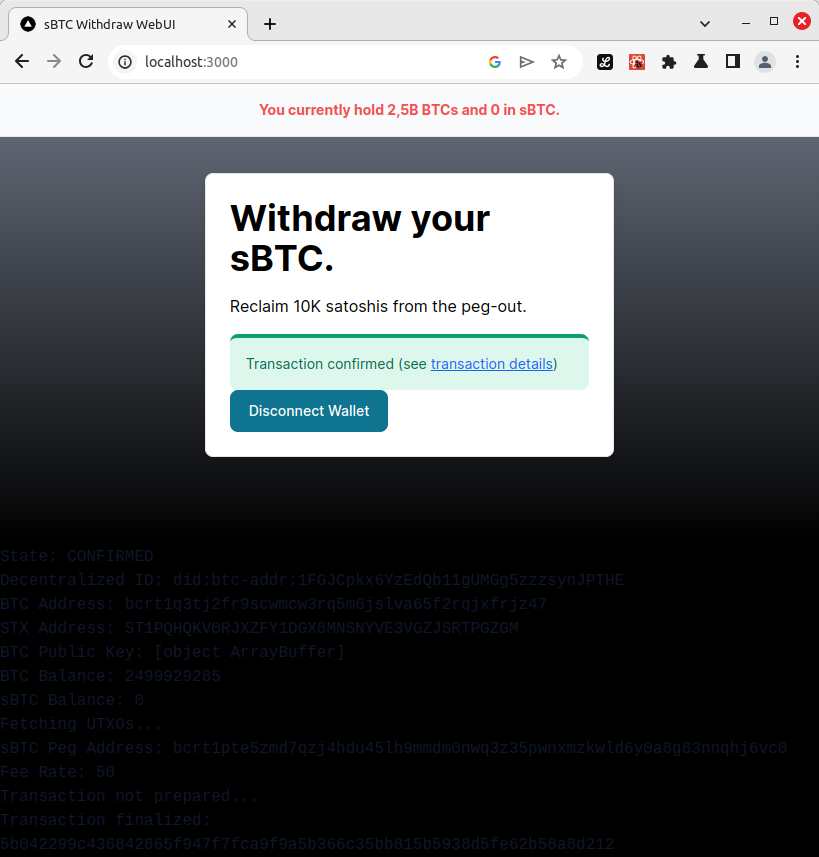 sBTC Withdraw WebUI
localhost:3000
You currently hold 2,5B BTCs and 0 in sBTC.
Withdraw your
sBTC.
Reclaim 10K satoshis from the peg-out.
Transaction confirmed (see transaction details)
Disconnect Wallet
State: CONFIRMED
Decentralized ID: did:btc-addr:1FGJCpkx6YzEdQb11gUMGg5zzzsynJPTHE
BTC Address: bcrt1q3tj2fr9scwmcw3rq5m6jslva65f2rqjxfrjz47
STX Address: ST1PQHQKV0RJXZFY1DGX8MNSNYVE3VGZJSRTPGZGM
BTC Public Key: [object ArrayBuffer]
BTC Balance: 2499929285
sBTC Balance: 0
Fetching UTXOs...
sBTC Peg Address: bcrt1pte5zmd7qzj4hdu45lh9mmdm0nwq3z35pwnxmzkwld6y0a8g83nnqhj6vc0
Fee Rate: 50
Transaction not prepared...
Transaction finalized:
5b042299c436842865f947f7fca9f9a5b366c35bb815b5938d5fe62b58a8d212